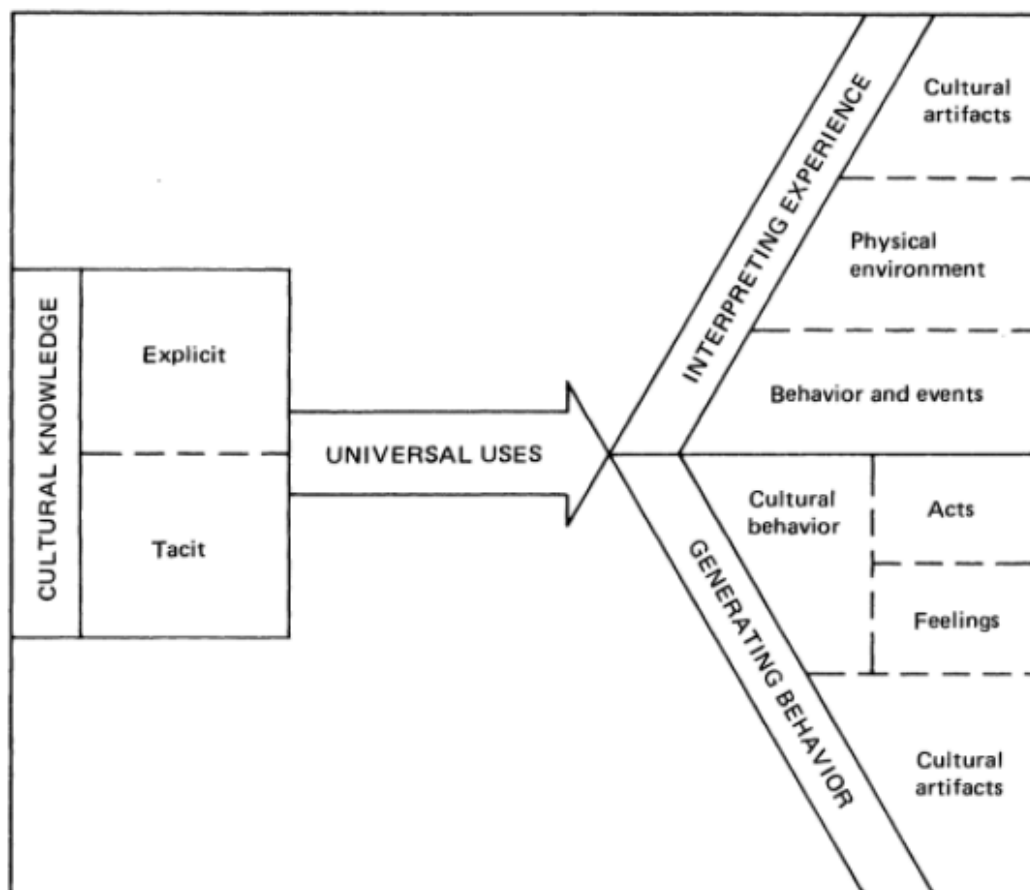 CULTURAL KNOWLEDGE
Explicit
Tacit
UNIVERSAL USES
INTERPRETING EXPERIENCE
Cultural
artifacts
Physical
environment
Behavior and events
GENERATING BEHAVIOR
Cultural
behavior
Acts
Feelings
Cultural
artifacts